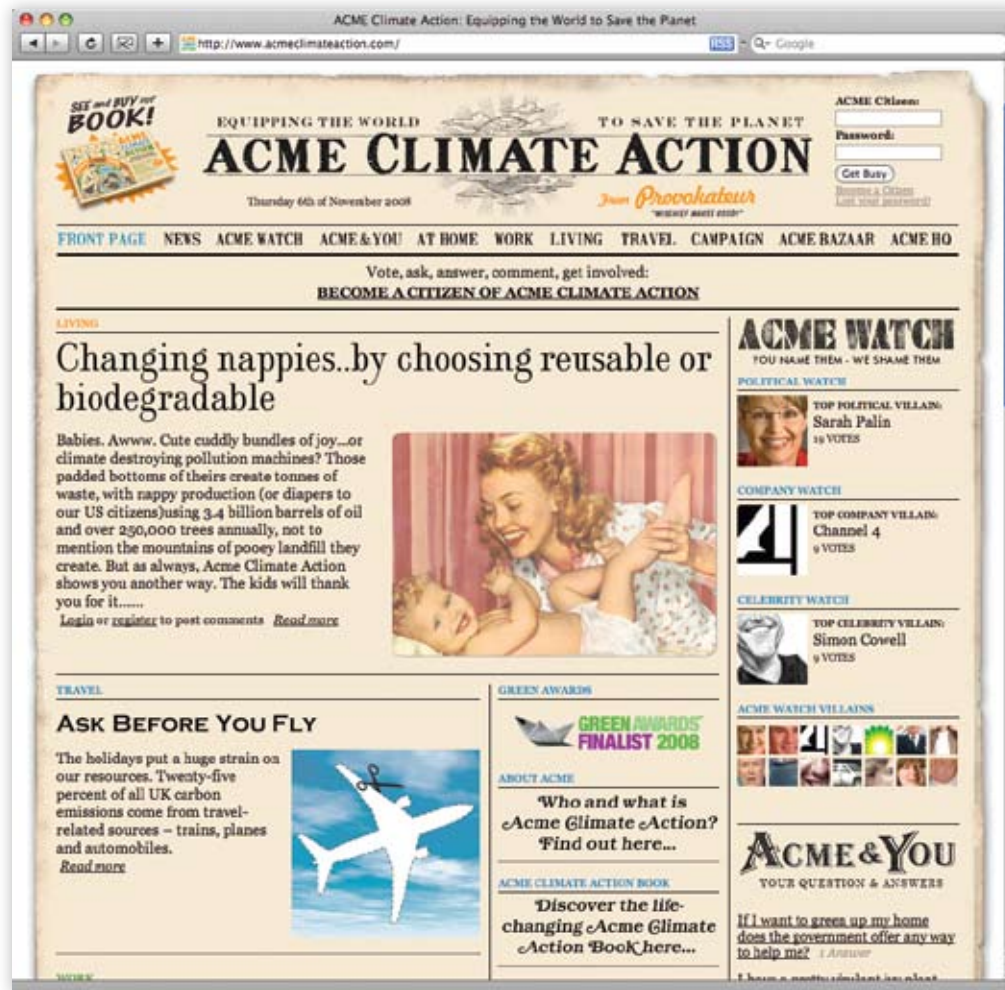 ACME Climate Action: Equipping the World to Save the Planet
http://www.acmeclimateaction.com/
RSS
Google
SEE and BUY our
BOOK!
ACME
CLIMATE
ACTION
EQUIPPING THE WORLD TO SAVE THE PLANET
ACME CLIMATE ACTION
Thursday 6th of November 2008
From Provokateur
"MISCHIEF MAKES GOOD!"
ACME Citizen:
Password:
Get Busy
Become a Citizen
Lost your password?
FRONT PAGE NEWS ACME WATCH ACME & YOU AT HOME WORK LIVING TRAVEL CAMPAIGN ACME BAZAAR ACME HQ
Vote, ask, answer, comment, get involved:
BECOME A CITIZEN OF ACME CLIMATE ACTION
LIVING
Changing nappies..by choosing reusable or
biodegradable
Babies. Awww. Cute cuddly bundles of joy...or
climate destroying pollution machines? Those
padded bottoms of theirs create tonnes of
waste, with nappy production (or diapers to
our US citizens)using 3.4 billion barrels of oil
and over 250,000 trees annually, not to
mention the mountains of pooey landfill they
create. But as always, Acme Climate Action
shows you another way. The kids will thank
you for it......
Login or register to post comments Read more
TRAVEL
ASK BEFORE YOU FLY
The holidays put a huge strain on
our resources. Twenty-five
percent of all UK carbon
emissions come from travel-
related sources – trains, planes
and automobiles.
Read more
WORK
GREEN AWARDS
GREEN AWARDS
FINALIST 2008
ABOUT ACME
Who and what is
Acme Climate Action?
Find out here...
ACME CLIMATE ACTION BOOK
Discover the life-
changing Acme Climate
Action Book here...
ACME WATCH
YOU NAME THEM - WE SHAME THEM
POLITICAL WATCH
TOP POLITICAL VILLAIN:
Sarah Palin
19 VOTES
COMPANY WATCH
TOP COMPANY VILLAIN:
Channel 4
9 VOTES
CELEBRITY WATCH
TOP CELEBRITY VILLAIN:
Simon Cowell
9 VOTES
ACME WATCH VILLAINS
ACME & YOU
YOUR QUESTION & ANSWERS
If I want to green up my home
does the government offer any way
to help me? 1 Answer
I have a pretty virulent ivy plant